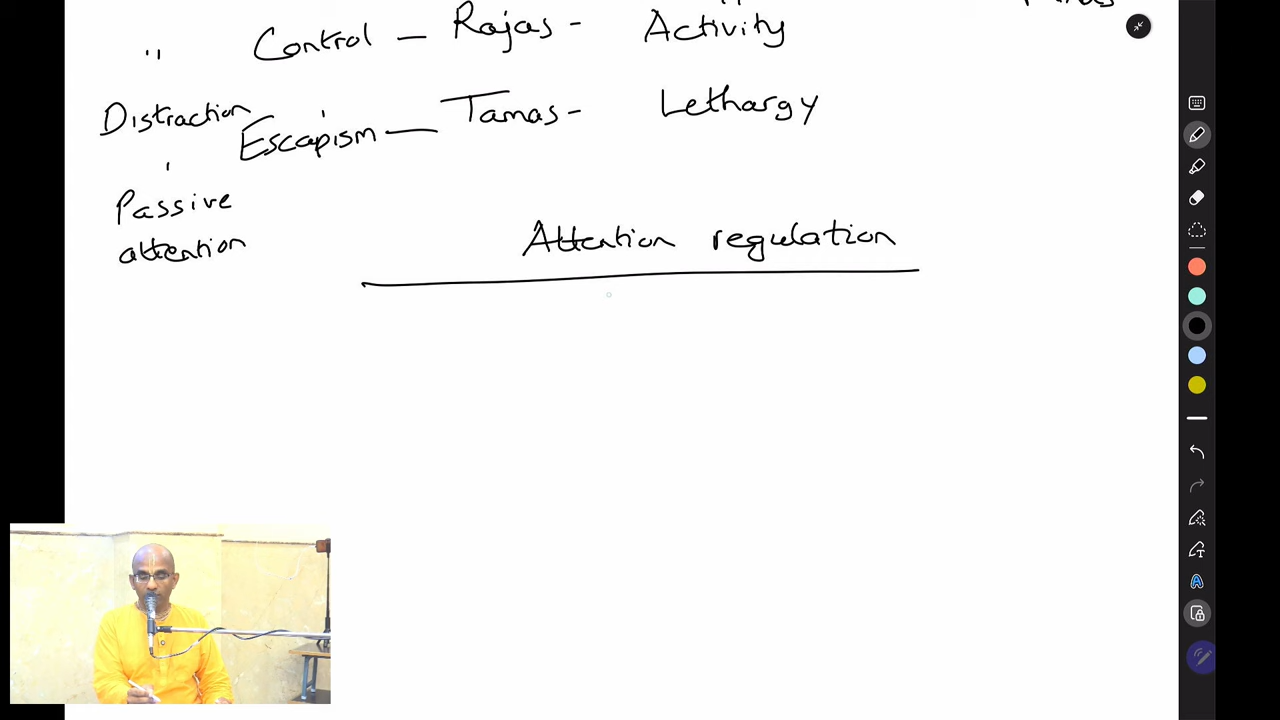 " Control — Rajas - Activity
Distraction
Escapism — Tamas - Lethargy
Passive
attention
Attention regulation